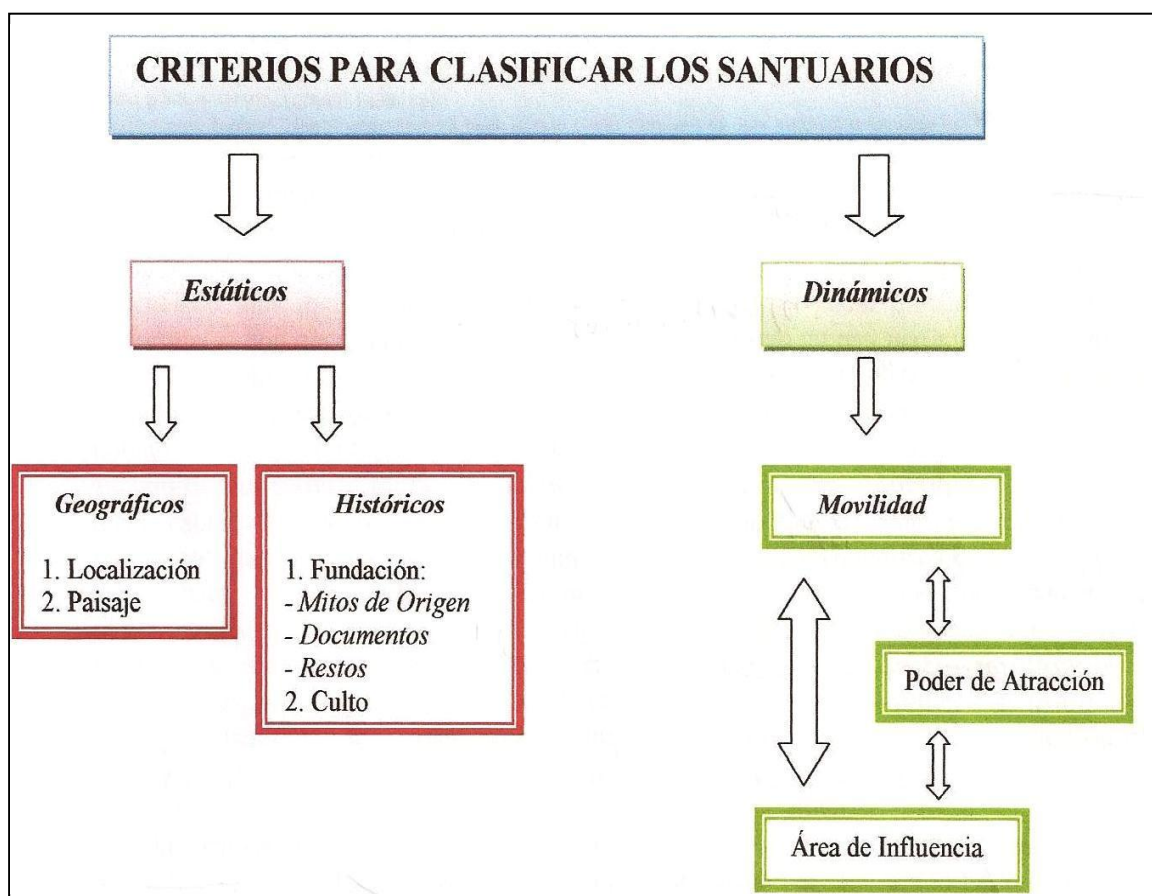 CRITERIOS PARA CLASIFICAR LOS SANTUARIOS
Estáticos
Dinámicos
Geográficos
1. Localización
2. Paisaje
Históricos
1. Fundación:
- Mitos de Origen
- Documentos
- Restos
2. Culto
Movilidad
Poder de Atracción
Área de Influencia